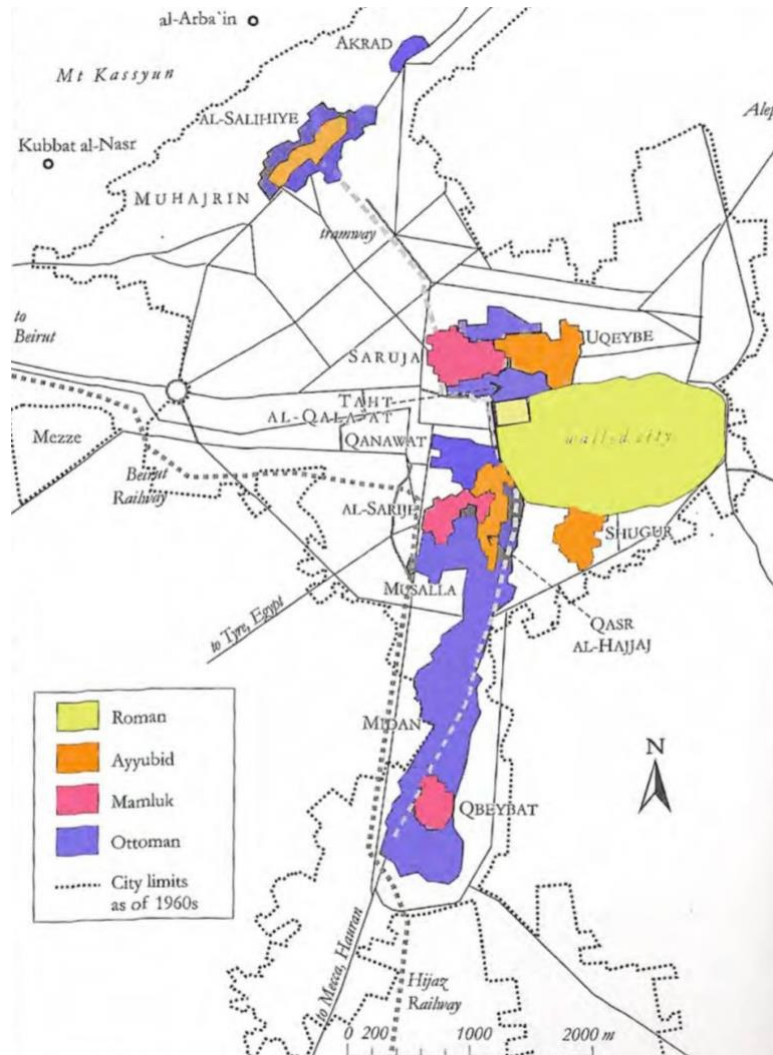 al-Arba`in
AKRAD
Mt Kassyun
AL-SALIHIYE
Kubbat al-Nasr
MUHAJRIN
tramway
to
Beirut
SARUJA
UQEYBE
TAHT
AL-QALA`AT
QANAWAT
walled city
Mezze
Beirut
Railway
AL-SARIJE
SHUGUR
MUSALLA
to Tyre, Egypt
QASR
AL-HAJJAJ
MIDAN
N
QBEYBAT
Roman
Ayyubid
Mamluk
Ottoman
City limits
as of 1960s
to Mecca, Hauran
Hijaz
Railway
0 200 1000 2000 m